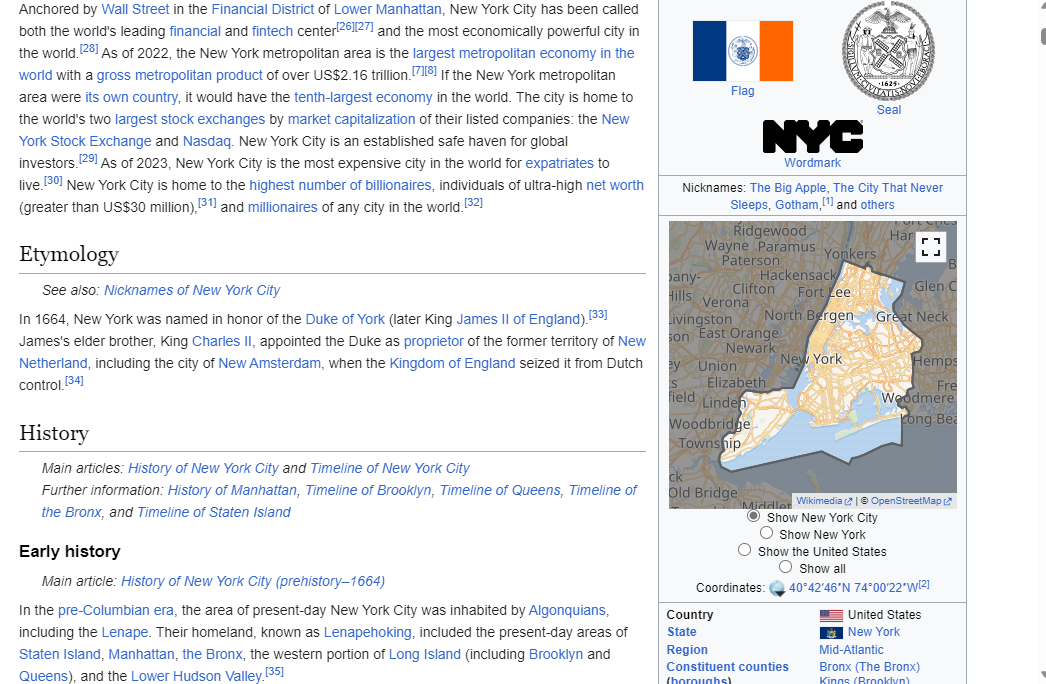 Anchored by Wall Street in the Financial District of Lower Manhattan, New York City has been called
both the world's leading financial and fintech center[26][27] and the most economically powerful city in
the world.[28] As of 2022, the New York metropolitan area is the largest metropolitan economy in the
world with a gross metropolitan product of over US$2.16 trillion.[7][8] If the New York metropolitan
area were its own country, it would have the tenth-largest economy in the world. The city is home to
the world's two largest stock exchanges by market capitalization of their listed companies: the New
York Stock Exchange and Nasdaq. New York City is an established safe haven for global
investors.[29] As of 2023, New York City is the most expensive city in the world for expatriates to
live.[30] New York City is home to the highest number of billionaires, individuals of ultra-high net worth
(greater than US$30 million),[31] and millionaires of any city in the world.[32]
Etymology
See also: Nicknames of New York City
In 1664, New York was named in honor of the Duke of York (later King James II of England).[33]
James's elder brother, King Charles II, appointed the Duke as proprietor of the former territory of New
Netherland, including the city of New Amsterdam, when the Kingdom of England seized it from Dutch
control.[34]
History
Main articles: History of New York City and Timeline of New York City
Further information: History of Manhattan, Timeline of Brooklyn, Timeline of Queens, Timeline of
the Bronx, and Timeline of Staten Island
Early history
Main article: History of New York City (prehistory–1664)
In the pre-Columbian era, the area of present-day New York City was inhabited by Algonquians,
including the Lenape. Their homeland, known as Lenapehoking, included the present-day areas of
Staten Island, Manhattan, the Bronx, the western portion of Long Island (including Brooklyn and
Queens), and the Lower Hudson Valley.[35]
Flag
Seal
NYC
Wordmark
Nicknames: The Big Apple, The City That Never
Sleeps, Gotham,[1] and others
Ridgewood
Wayne Paramus Yonkers
Paterson
Hackensack
Clifton Fort Lee Glen C
Verona
North Bergen Great Neck
East Orange
Newark
New York Hemps
Union
Elizabeth
Linden Woodmere
Woodbridge Long Bea
Township
Old Bridge
Wikimedia | © OpenStreetMap
Show New York City
Show New York
Show the United States
Show all
Coordinates: 40°42′46″N 74°00′22″W[2]
Country United States
State New York
Region Mid-Atlantic
Constituent counties Bronx (The Bronx)
(boroughs) Kings (Brooklyn)